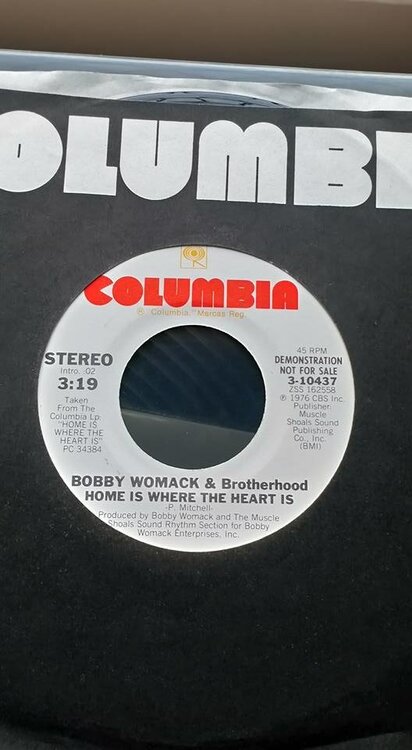 OLUMBI
COLUMBIA
® "Columbia," Marcas Reg.
STEREO
Intro. :02
3:19
Taken
From The
Columbia Lp:
"HOME IS
WHERE THE
HEART IS"
PC 34384
45 RPM
DEMONSTRATION
NOT FOR SALE
3-10437
ZSS 162558
℗ 1976 CBS Inc.
Publisher
Muscle
Shoals Sound
Publishing
Co., Inc.
(BMI)
BOBBY WOMACK & Brotherhood
HOME IS WHERE THE HEART IS
-P. Mitchell-
Produced by Bobby Womack and The Muscle
Shoals Sound Rhythm Section for Bobby
Womack Enterprises, Inc.